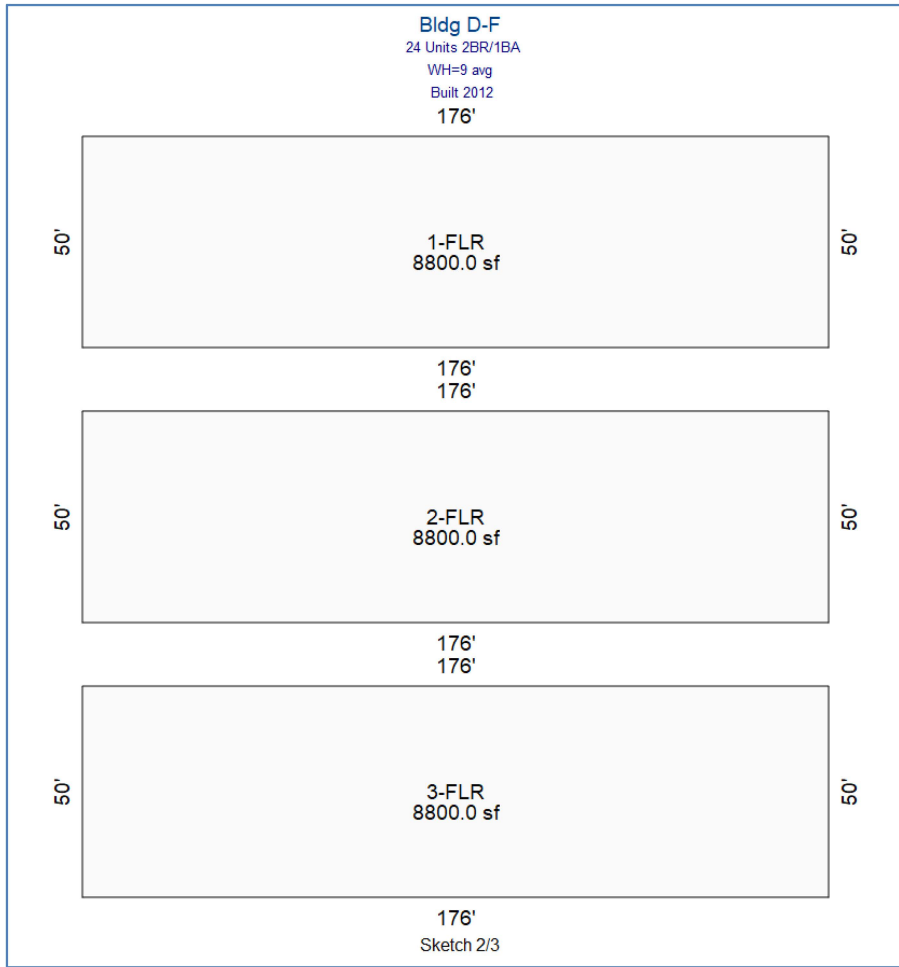 Bldg D-F
24 Units 2BR/1BA
WH=9 avg
Built 2012
176'
50'
1-FLR
8800.0 sf
50'
176'
176'
50'
2-FLR
8800.0 sf
50'
176'
176'
50'
3-FLR
8800.0 sf
50'
176'
Sketch 2/3